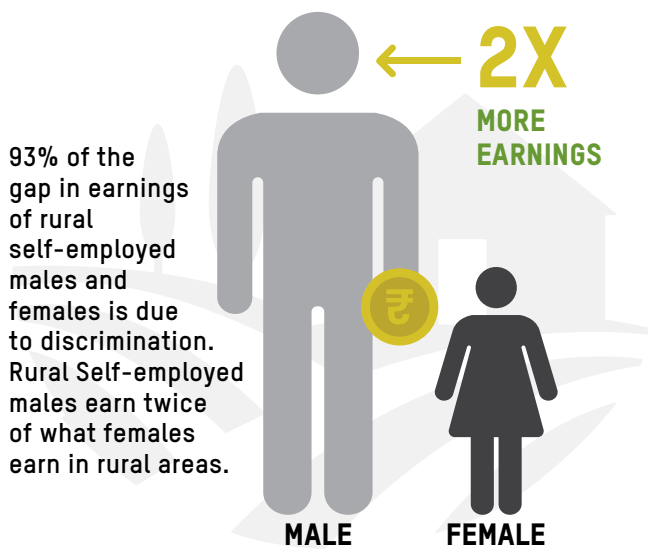 2X
MORE
EARNINGS
93% of the
gap in earnings
of rural
self-employed
males and
females is due
to discrimination.
Rural Self-employed
males earn twice
of what females
earn in rural areas.
₹
MALE
FEMALE